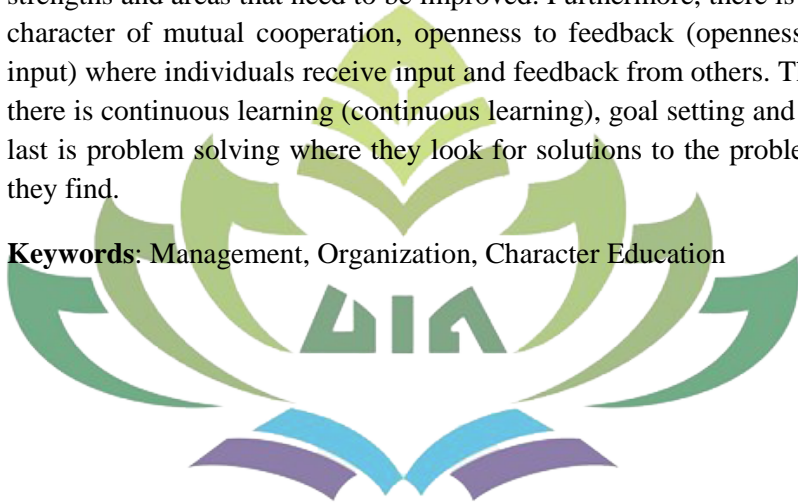 strengths and areas that need to be improved. Furthermore, there is
character of mutual cooperation, openness to feedback (openness
input) where individuals receive input and feedback from others. Th
there is continuous learning (continuous learning), goal setting and
last is problem solving where they look for solutions to the proble
they find.
Keywords: Management, Organization, Character Education
UIN